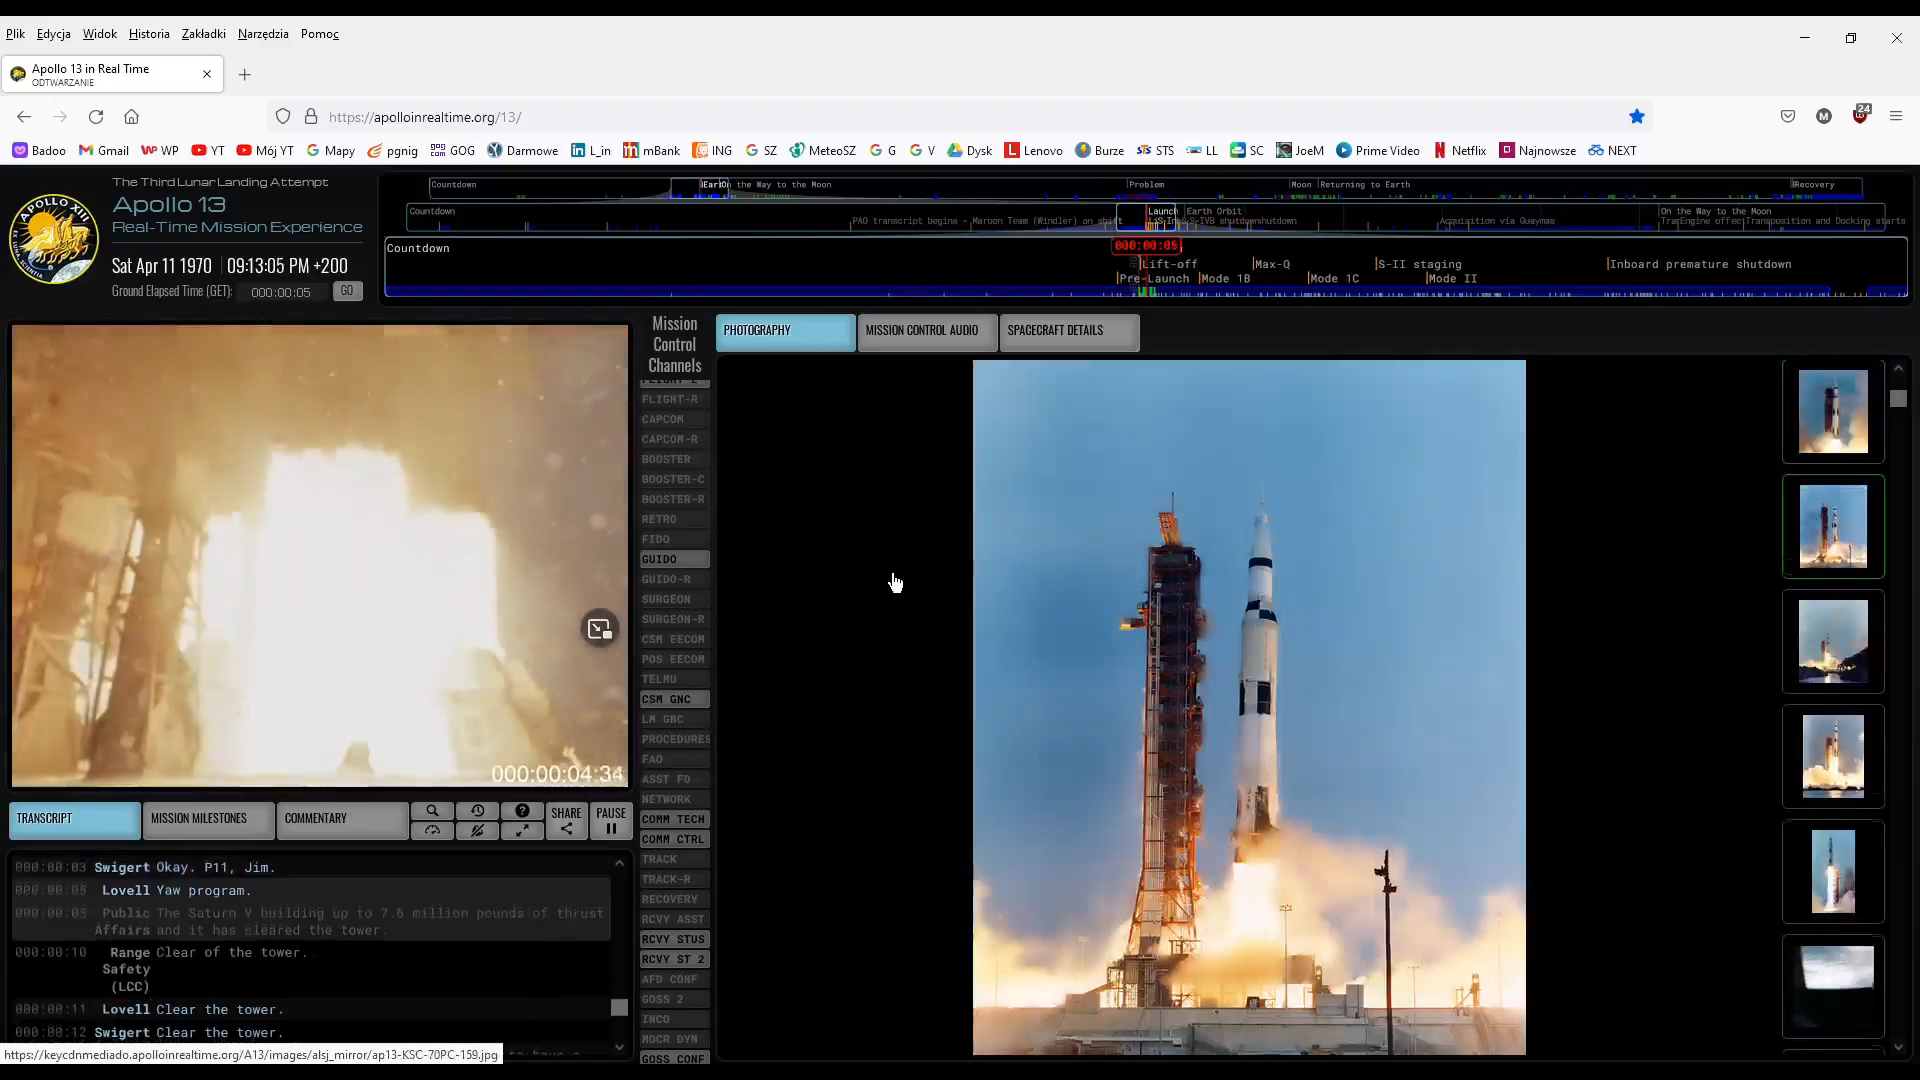 Plik Edycja Widok Historia Zakładki Narzędzia Pomoc
Apollo 13 in Real Time
ODTWARZANIE
https://apolloinrealtime.org/13/
24
Badoo Gmail WP YT Mój YT Mapy pgnig GOG Darmowe L_in mBank ING SZ MeteoSZ G V Dysk Lenovo Burze STS LL SC JoeM Prime Video Netflix Najnowsze NEXT
The Third Lunar Landing Attempt
Apollo 13
Real-Time Mission Experience
Sat Apr 11 1970 09:13:05 PM +200
Ground Elapsed Time (GET): 000:00:05 GO
APOLLO XIII
Countdown On the Way to the Moon Problem Moon Returning to Earth Recovery
Countdown Launch Earth Orbit On the Way to the Moon
PAO transcript begins - Maroon Team (Windler) on shift Acquisition via Guaymas Transposition and Docking starts
Countdown 000:00:05
Lift-off Max-Q S-II staging Inboard premature shutdown
Pre-Launch Mode 1B Mode 1C Mode II
000:00:04:34
Mission
Control
Channels
FLIGHT-R
CAPCOM
CAPCOM-R
BOOSTER
BOOSTER-C
BOOSTER-R
RETRO
FIDO
GUIDO
GUIDO-R
SURGEON
SURGEON-R
CSM EECOM
POS EECOM
TELMU
CSM GNC
LM GNC
PROCEDURES
FAO
ASST FD
NETWORK
COMM TECH
COMM CTRL
TRACK
TRACK-R
RECOVERY
RCVY ASST
RCVY STUS
RCVY ST 2
AFD CONF
GOSS 2
INCO
MOCR DYN
GOSS CONF
PHOTOGRAPHY MISSION CONTROL AUDIO SPACECRAFT DETAILS
TRANSCRIPT MISSION MILESTONES COMMENTARY SHARE PAUSE
000:00:03 Swigert Okay. P11, Jim.
000:00:05 Lovell Yaw program.
000:00:05 Public The Saturn V building up to 7.6 million pounds of thrust
Affairs and it has cleared the tower.
000:00:10 Range Clear of the tower.
Safety
(LCC)
000:00:11 Lovell Clear the tower.
000:00:12 Swigert Clear the tower.
https://keycdnmediado.apolloinrealtime.org/A13/images/alsj_mirror/ap13-KSC-70PC-159.jpg